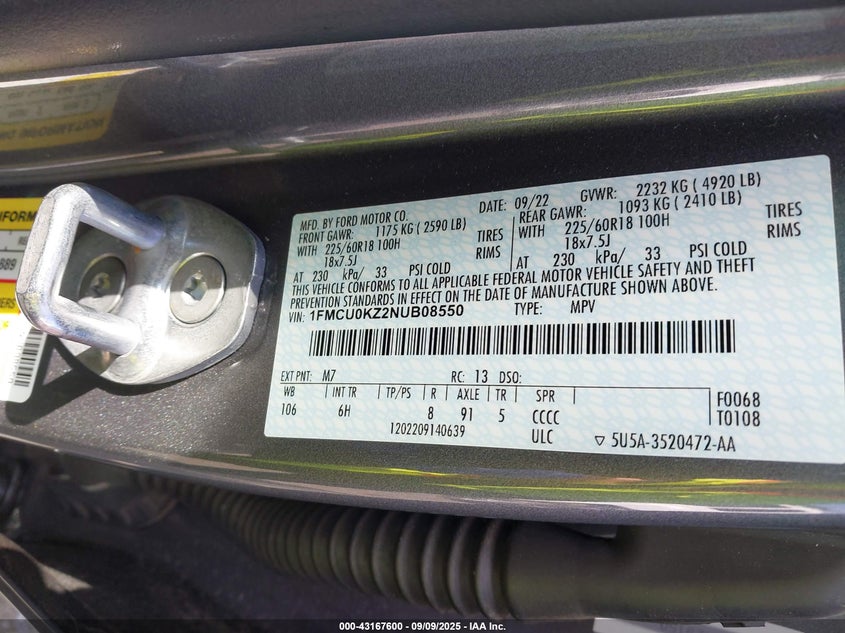 MFD. BY FORD MOTOR CO. DATE: 09/22 GVWR: 2232 KG ( 4920 LB)
FRONT GAWR: 1175 KG ( 2590 LB) REAR GAWR: 1093 KG ( 2410 LB)
WITH 225/60R18 100H TIRES WITH 225/60R18 100H TIRES
18x7.5J RIMS 18x7.5J RIMS
AT 230 kPa/ 33 PSI COLD AT 230 kPa/ 33 PSI COLD
THIS VEHICLE CONFORMS TO ALL APPLICABLE FEDERAL MOTOR VEHICLE SAFETY AND THEFT
PREVENTION STANDARDS IN EFFECT ON THE DATE OF MANUFACTURE SHOWN ABOVE.
VIN: 1FMCU0KZ2NUB08550 TYPE: MPV
EXT PNT: M7 RC: 13 DSO:
WB INT TR TP/PS R AXLE TR SPR F0068
106 6H 8 91 5 CCCC T0108
1202209140639 ULC ▽ 5U5A-3520472-AA
000-43167600 - 09/09/2025 - IAA Inc.